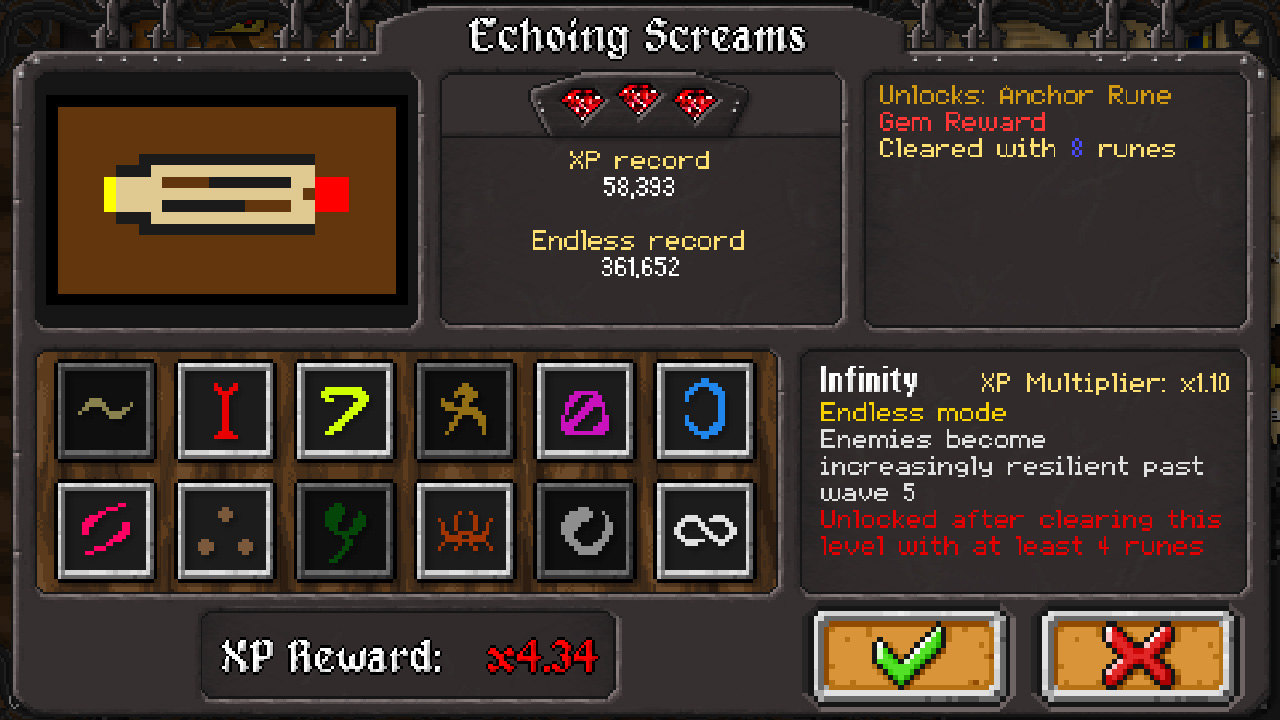 Echoing Screams
XP record
58,393
Endless record
361,652
Unlocks: Anchor Rune
Gem Reward
Cleared with 8 runes
Infinity XP Multiplier: x1.10
Endless mode
Enemies become
increasingly resilient past
wave 5
Unlocked after clearing this
level with at least 4 runes
XP Reward: x4.34